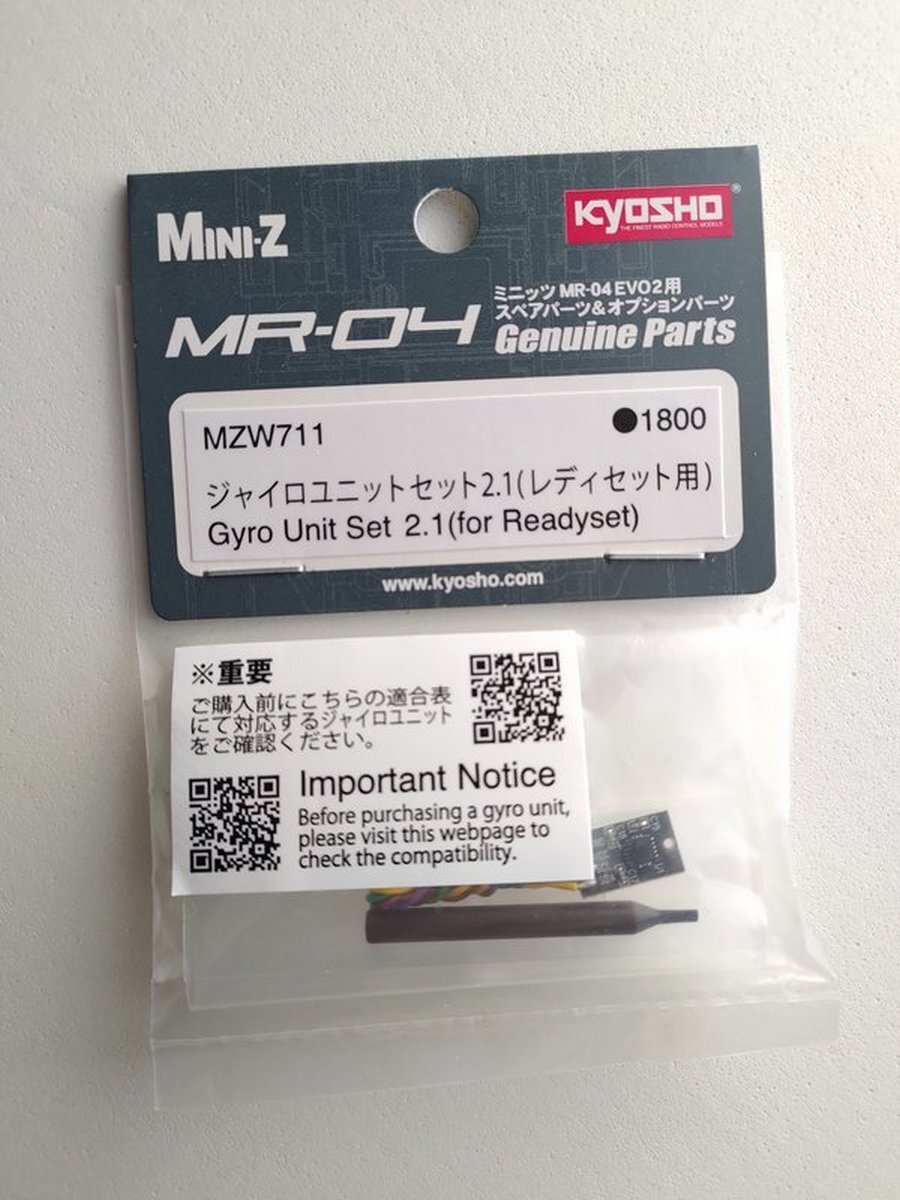 MINI-Z
KYOSHO®
THE FINEST RADIO CONTROL MODELS
MR-04
ミニッツ MR-04 EVO2用
スペアパーツ&オプションパーツ
Genuine Parts
MZW711
●1800
ジャイロユニットセット2.1(レディセット用)
Gyro Unit Set 2.1(for Readyset)
www.kyosho.com
※重要
ご購入前にこちらの適合表
にて対応するジャイロユニット
をご確認ください。
Important Notice
Before purchasing a gyro unit,
please visit this webpage to
check the compatibility.